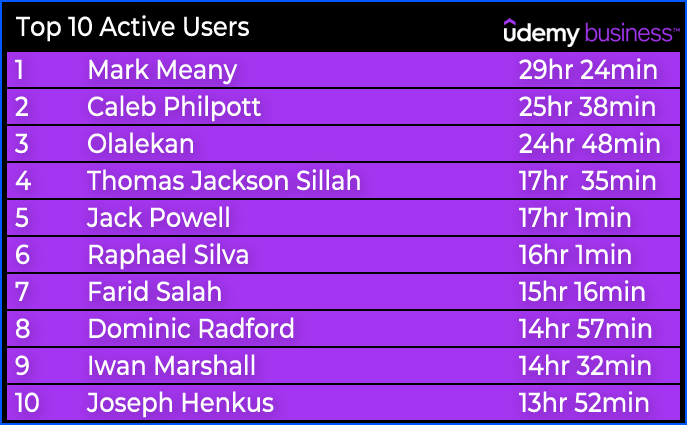 Top 10 Active Users ûdemy business™
1 Mark Meany 29hr 24min
2 Caleb Philpott 25hr 38min
3 Olalekan 24hr 48min
4 Thomas Jackson Sillah 17hr 35min
5 Jack Powell 17hr 1min
6 Raphael Silva 16hr 1min
7 Farid Salah 15hr 16min
8 Dominic Radford 14hr 57min
9 Iwan Marshall 14hr 32min
10 Joseph Henkus 13hr 52min